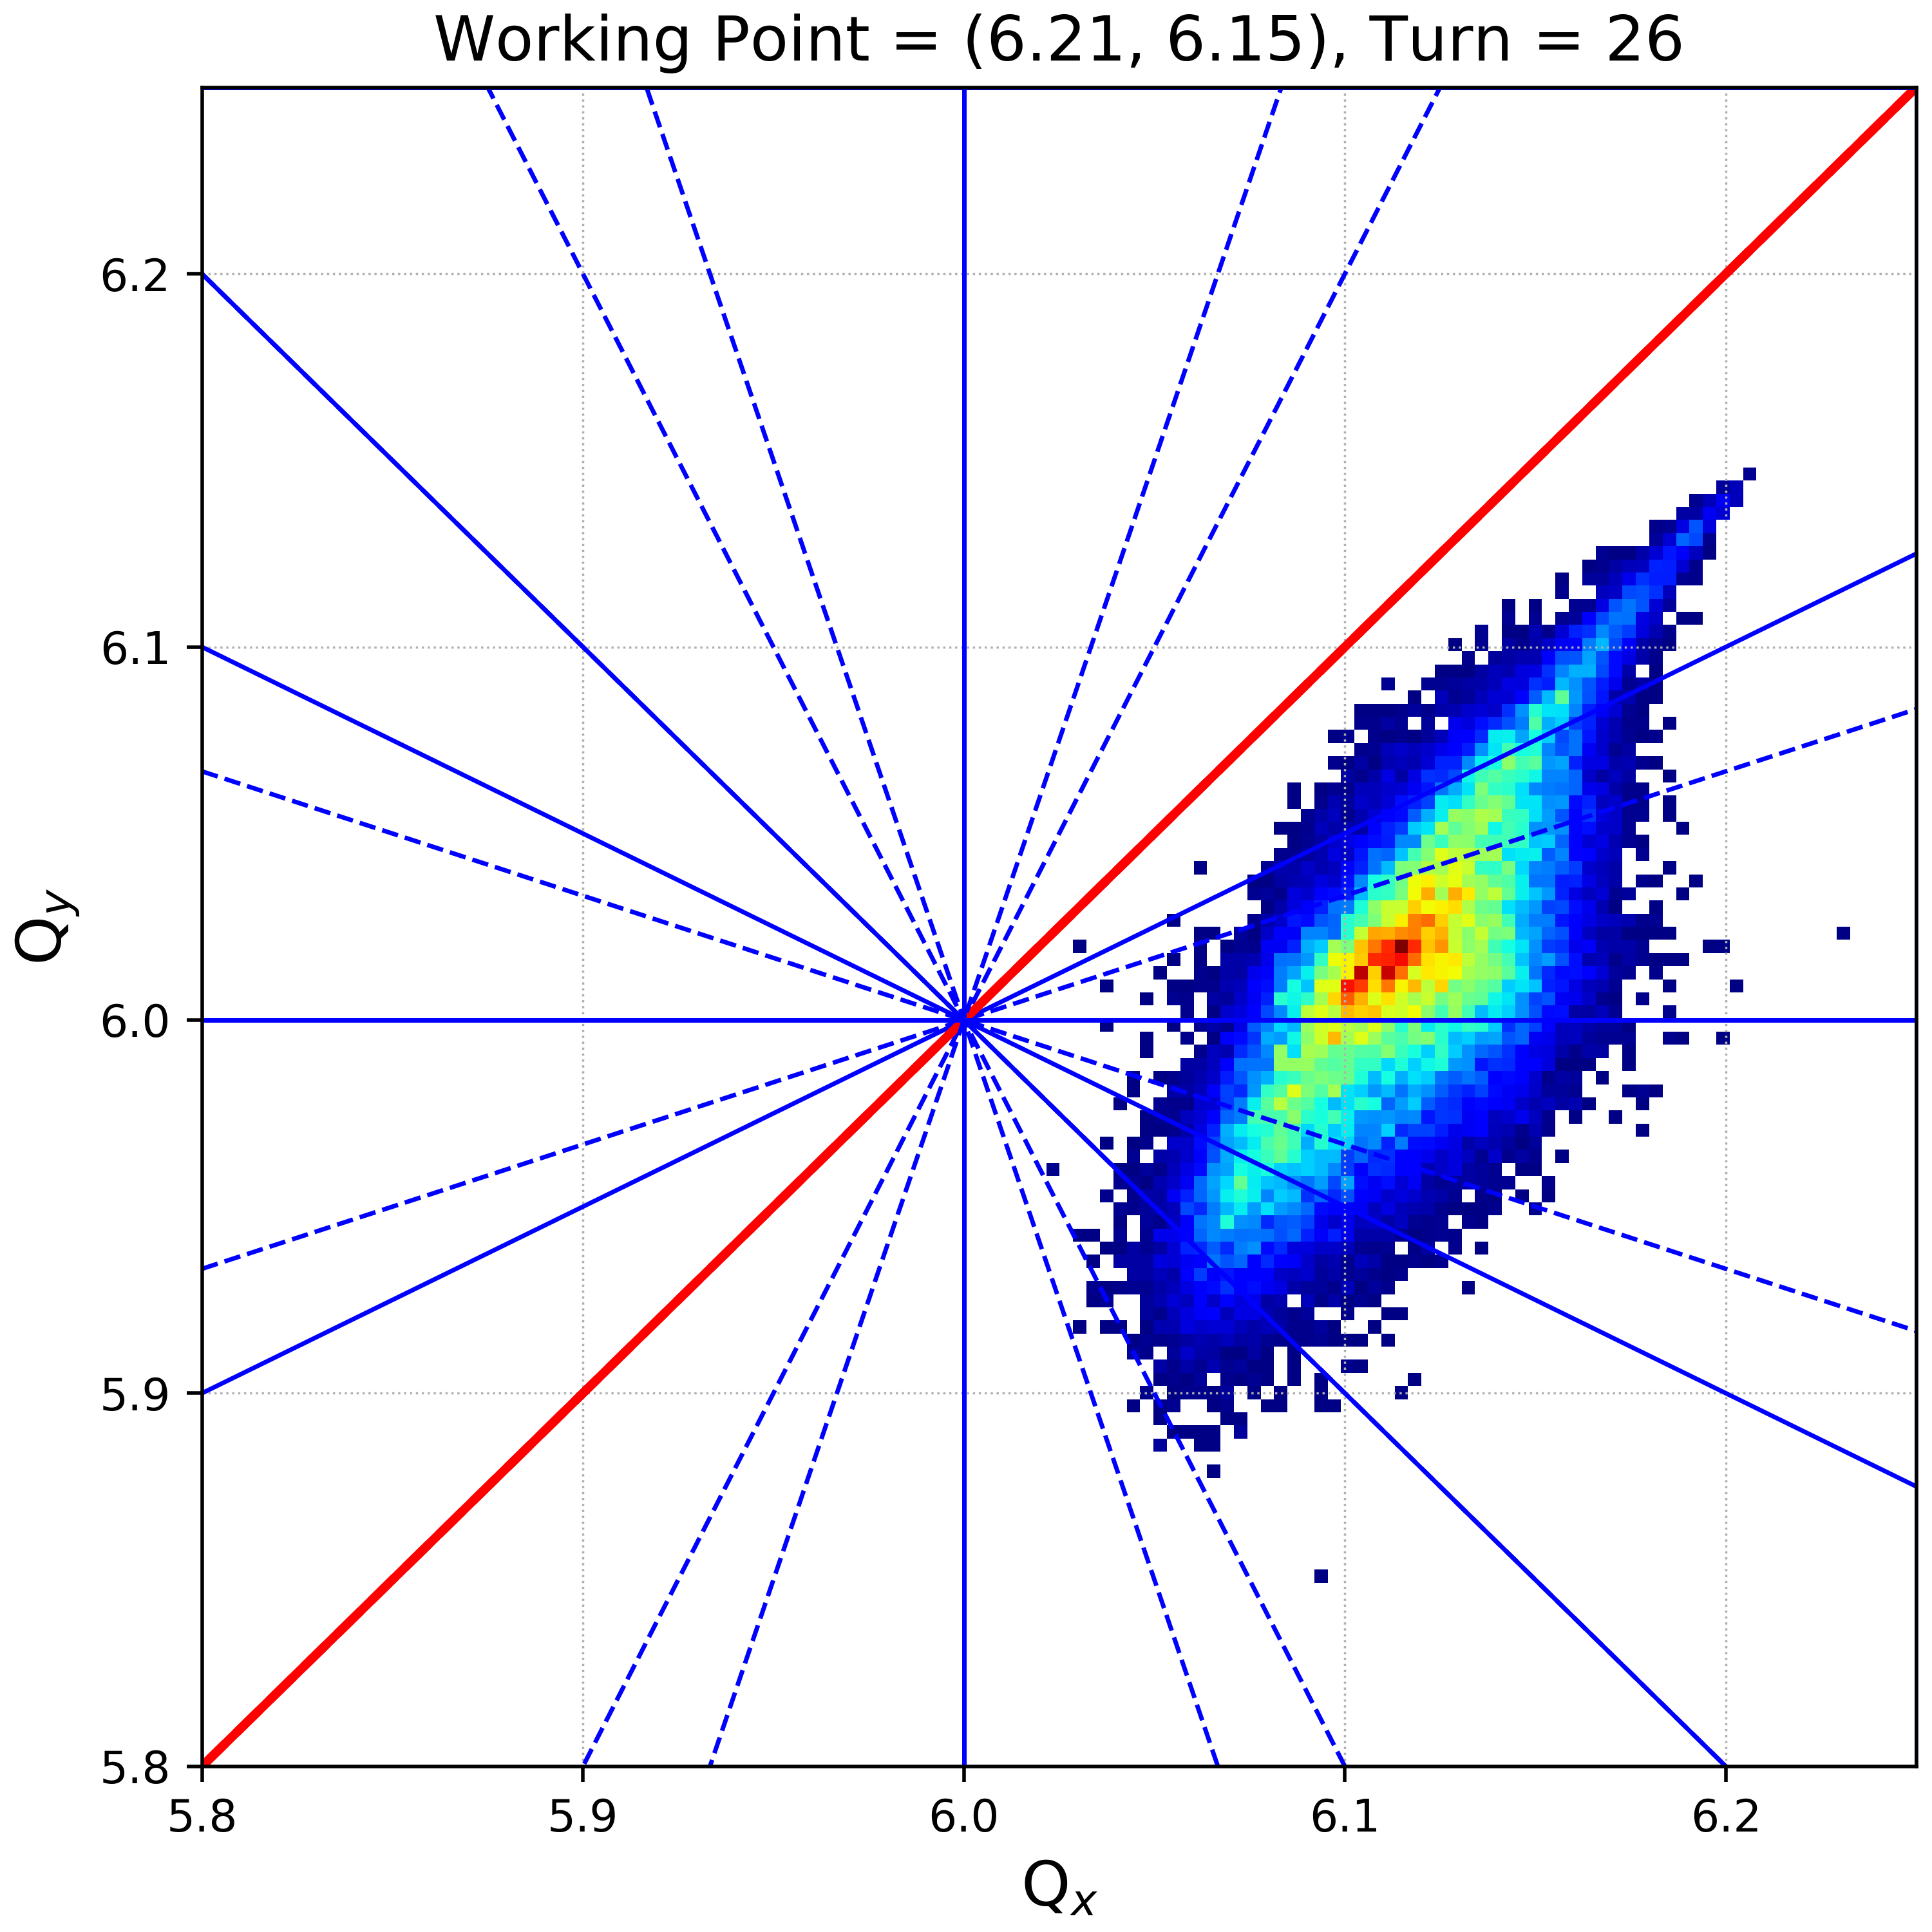 Working Point = (6.21, 6.15), Turn = 26
6.2
6.1
6.0
5.9
5.8
Qy
5.8 5.9 6.0 6.1 6.2
Qx